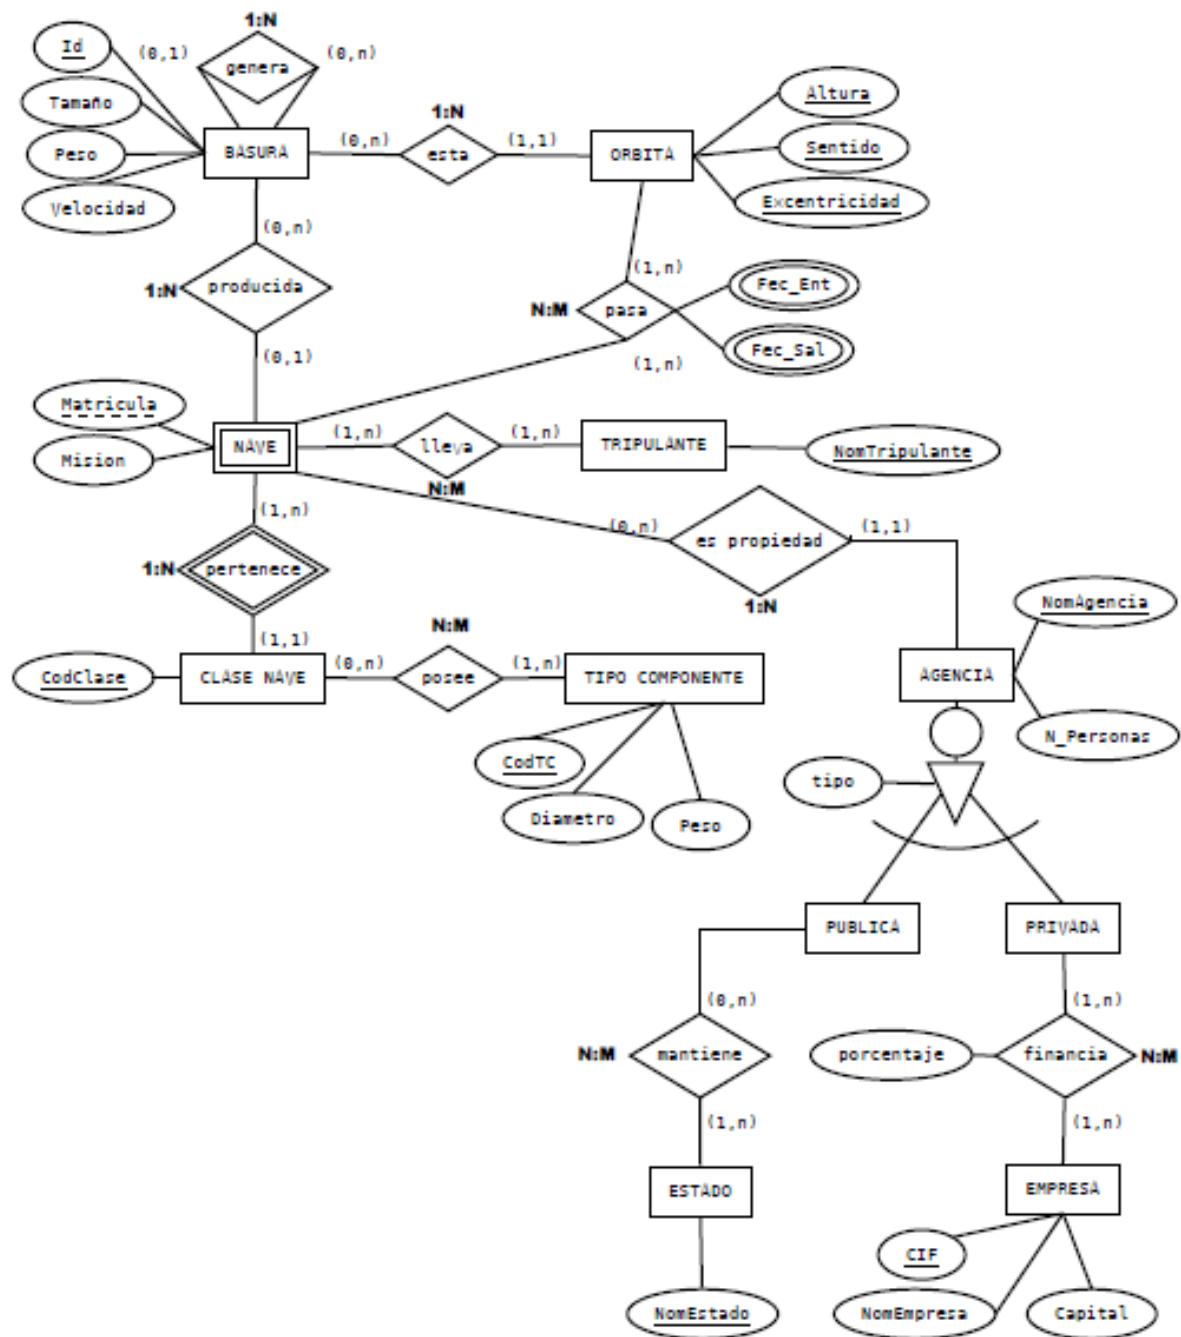 1:N
Id
(0,1)
(0,n)
genera
Tamaño
Altura
1:N
Peso
BASURA
(0,n)
esta
(1,1)
ORBITA
Sentido
Velocidad
Excentricidad
(0,n)
1:N
producida
(1,n)
Fec_Ent
N:M
pasa
(0,1)
Fec_Sal
(1,n)
Matricula
Mision
NAVE
(1,n)
lleva
(1,n)
TRIPULANTE
NomTripulante
N:M
(1,n)
(0,n)
es propiedad
(1,1)
1:N
pertenece
1:N
NomAgencia
N:M
(1,1)
CodClase
CLASE NAVE
(0,n)
posee
(1,n)
TIPO COMPONENTE
AGENCIA
N_Personas
CodTC
tipo
Diametro
Peso
PUBLICA
PRIVADA
(0,n)
(1,n)
N:M
mantiene
porcentaje
financia
N:M
(1,n)
(1,n)
ESTADO
EMPRESA
CIF
NomEstado
NomEmpresa
Capital